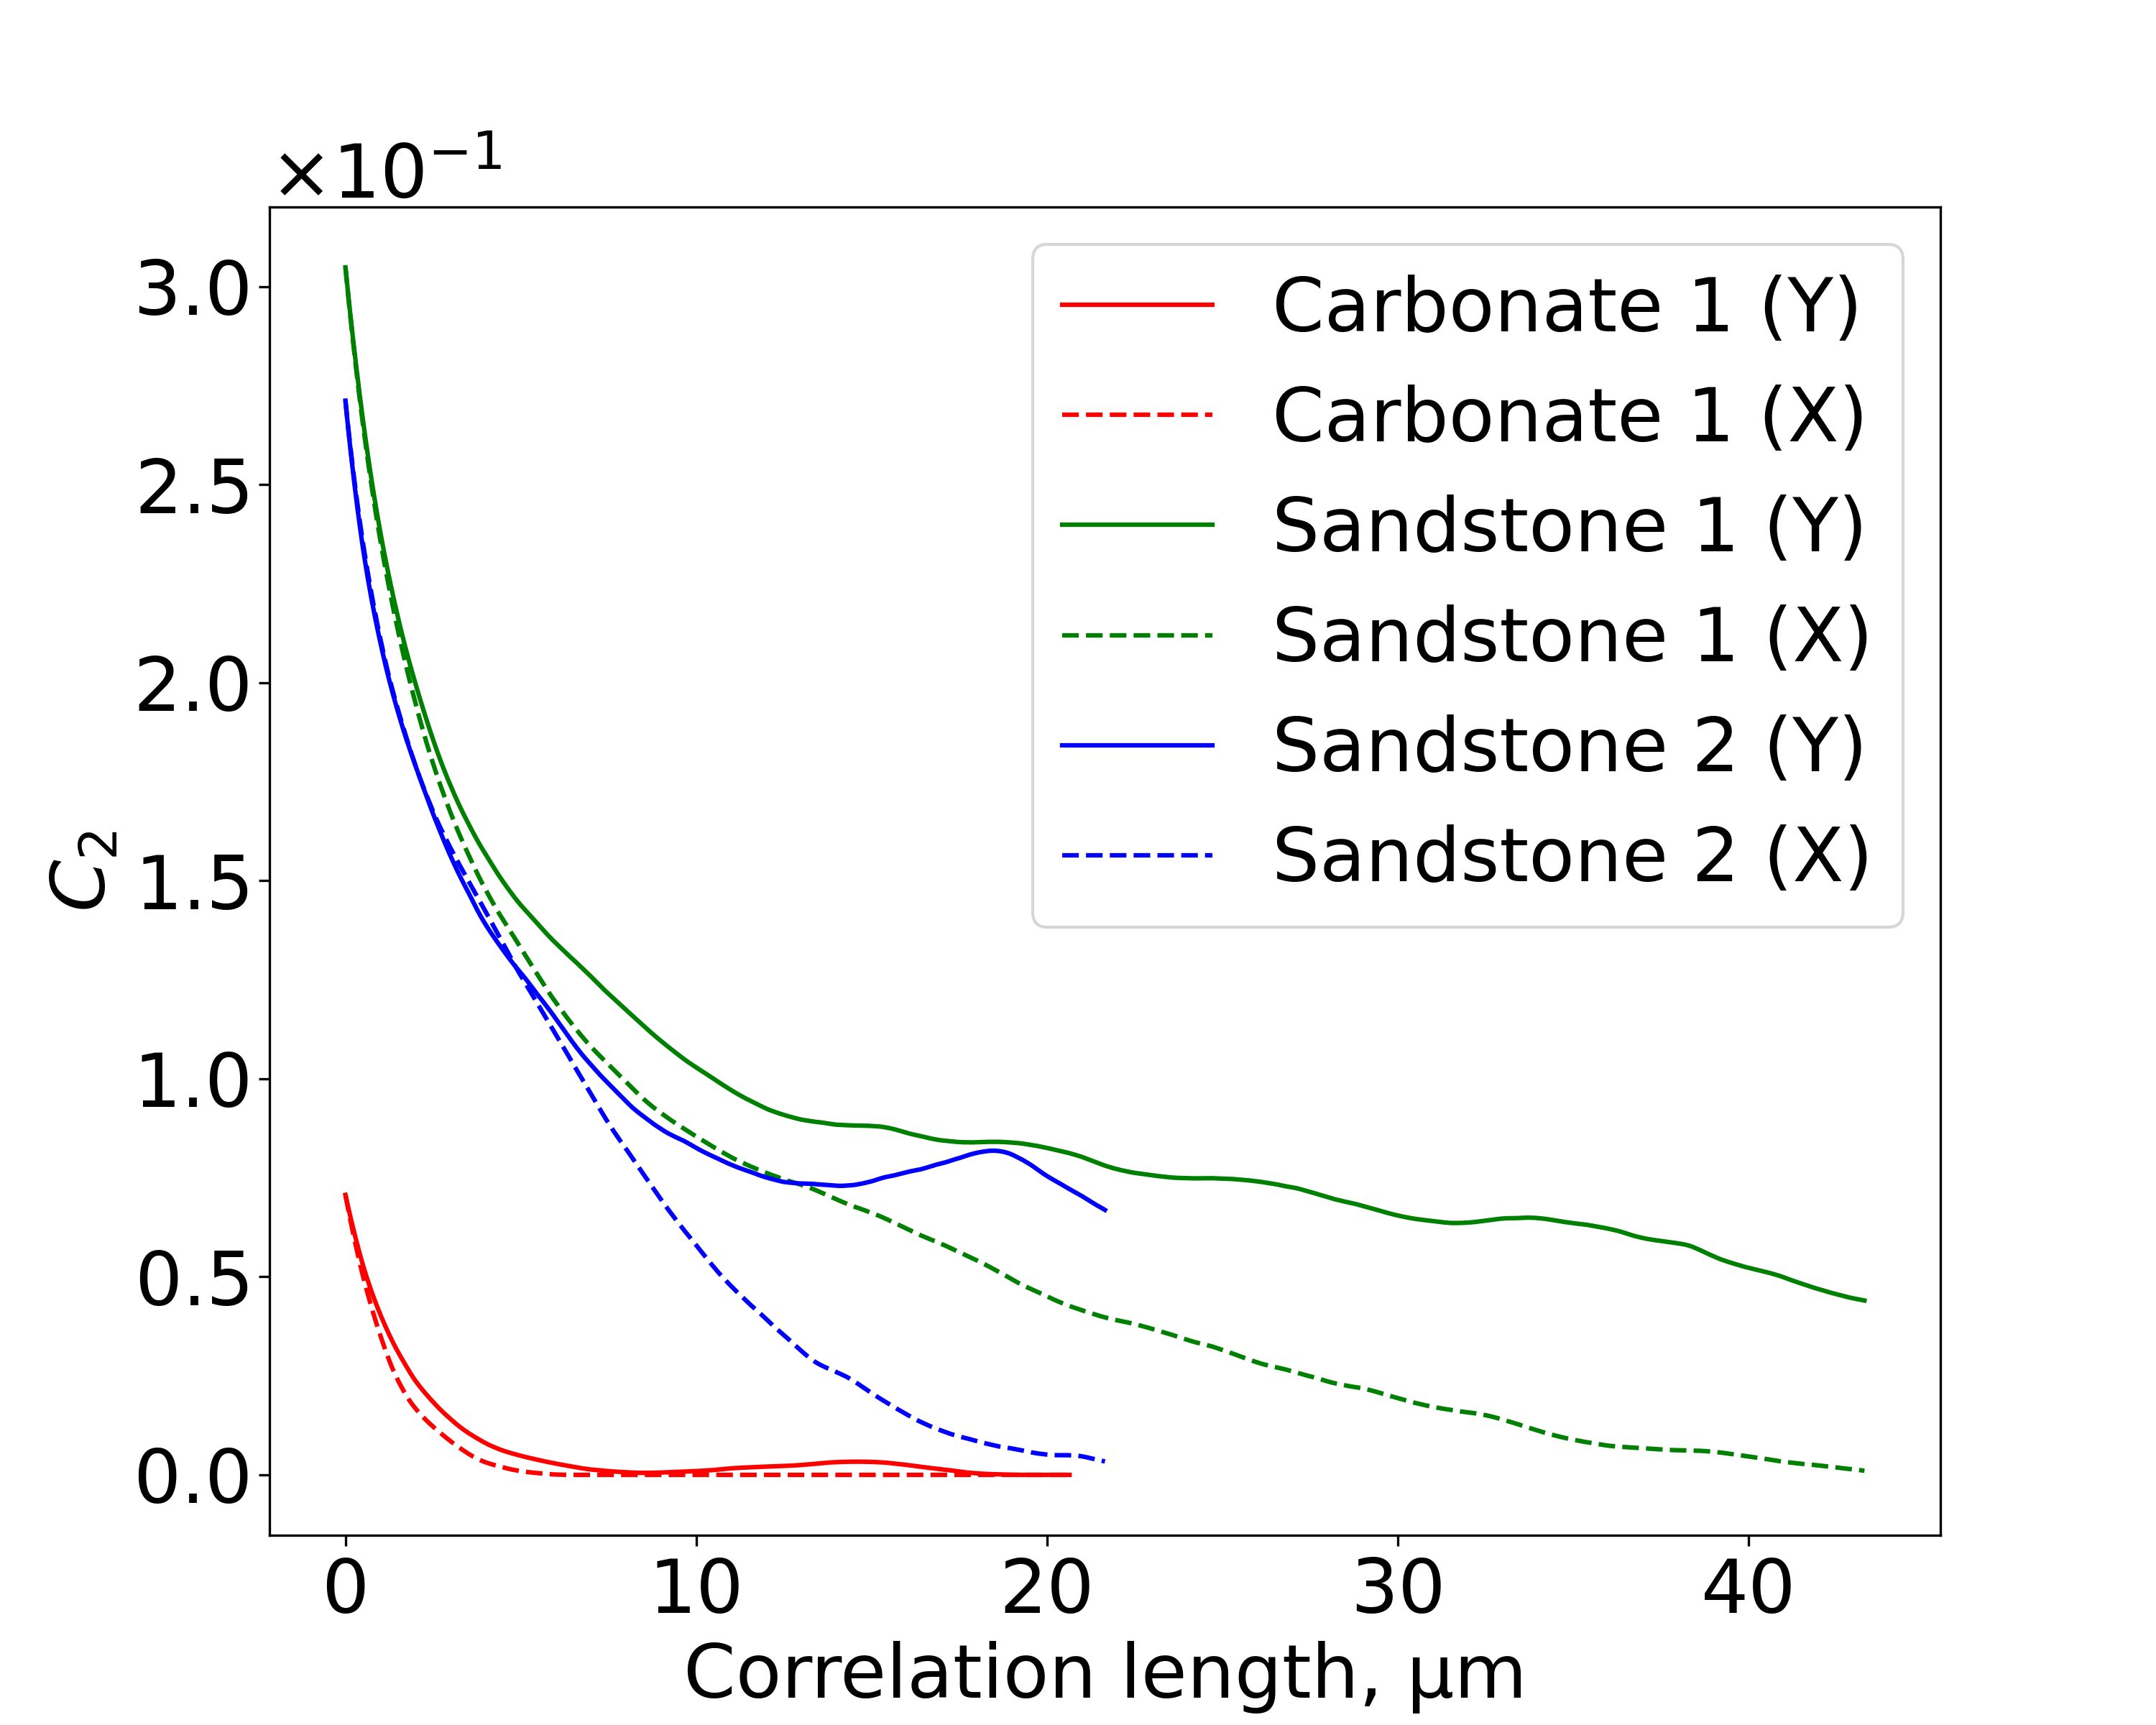 ×10⁻¹
3.0
2.5
2.0
1.5
1.0
0.5
0.0
C₂
Carbonate 1 (Y)
Carbonate 1 (X)
Sandstone 1 (Y)
Sandstone 1 (X)
Sandstone 2 (Y)
Sandstone 2 (X)
0 10 20 30 40
Correlation length, μm